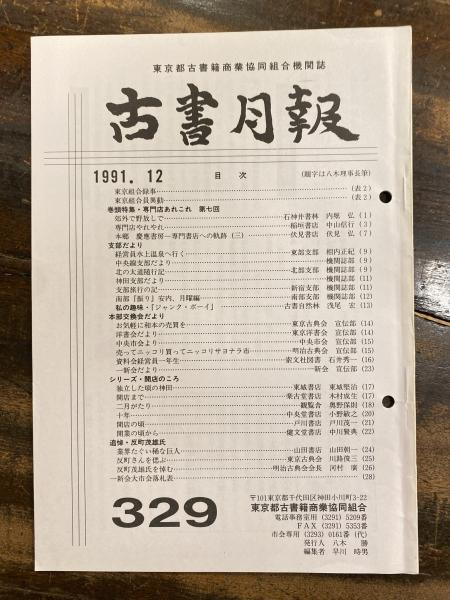 東京都古書籍商業協同組合機関誌
古書月報
1991. 12 目次 (題字は八木理事長筆)
東京組合録事 (表2)
東京組合員異動 (表2)
巻頭特集・専門店あれこれ 第七回
郊外で野放しで 石神井書林 内堀 弘 (1)
専門店やれやれ 稲垣書店 中山信行 (3)
本郷 慶應書房―専門書店への軌跡(三) 伏見書店 伏見 弘 (7)
支部だより
経営員水上温泉へ行く 東部支部 相内正紀 (9)
中央線支部だより 機関誌部 (9)
北の太道随行記 北部支部 機関誌部 (9)
神田支部だより 機関誌部 (11)
支部旅行の記 新宿支部 機関誌部 (11)
南部「振り」安内、月曜編 南部支部 機関誌部 (12)
私の趣味・「ジャンク・ボーイ」 古書自然林 浅尾 宏 (13)
本部交換会だより
お気軽に和本の売買を 東京古典会 宣伝部 (14)
洋書会だより 東京洋書会 宣伝部 (14)
中央市会より 中央市会 宣伝部 (15)
売ってニッコリ買ってニッコリサヨナラ市 明治古典会 宣伝部 (15)
資料会経営員一年生 索文社図書 石井秀一 (16)
一新会だより 一新会 宣伝部 (23)
シリーズ・開店のころ
独立した頃の神田 東城書店 東城堅治 (17)
開店まで 衆古堂書店 木村成生 (17)
二月がたり 観覧舎 奥野保則 (18)
十年 中央堂書店 小野敏之 (20)
開店の頃 戸川書店 戸川茂一 (21)
開業の頃から 健文堂書店 中川賢典 (22)
追悼・反町茂雄氏
業界たぐい稀な巨人 山田書店 山田朝一 (24)
反町さんを偲ぶ 東京古典会 川路俊三 (25)
反町茂雄氏を悼む 明治古典会会長 河村 廣 (26)
一新会大市会落札表 (28)
329
〒101東京都千代田区神田小川町3-22
東京都古書籍商業協同組合
電話事務室用 (3291) 5209番
FAX (3291) 5353番
市会専用 (3293) 0161番(代)
発行人 八木 勝
編集者 早川 時男